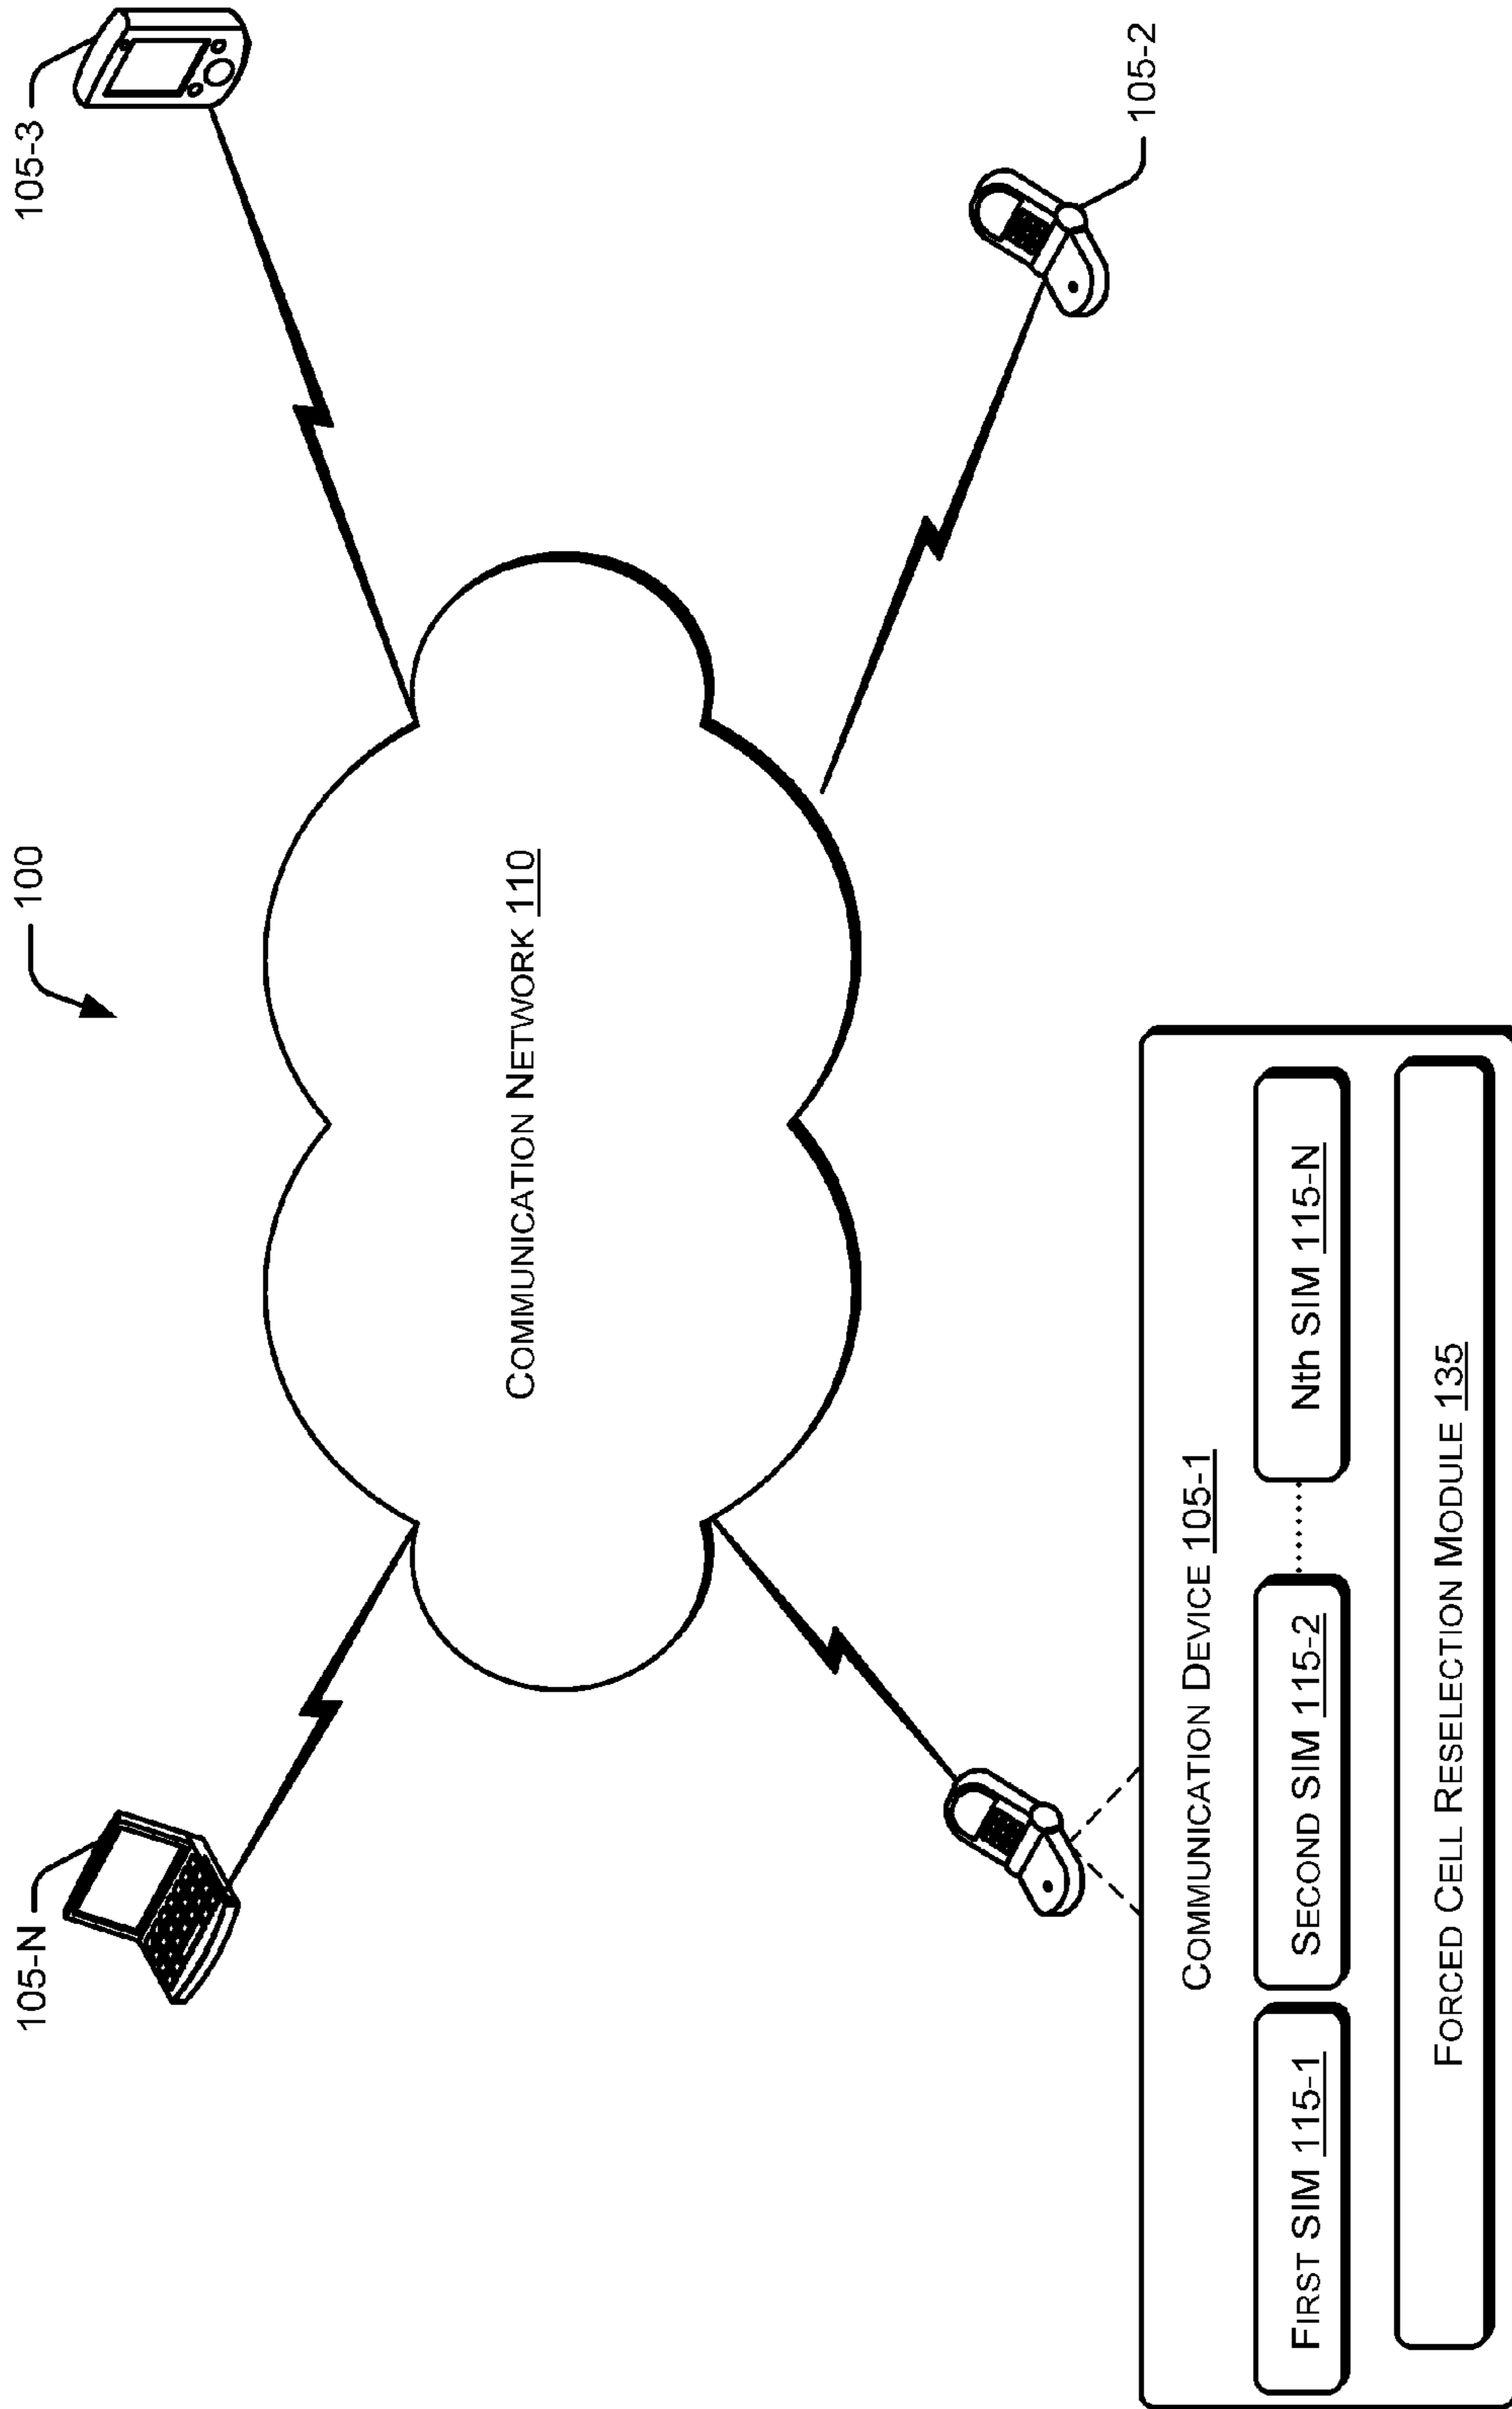 100
105-N
105-3
COMMUNICATION NETWORK 110
105-2
COMMUNICATION DEVICE 105-1
FIRST SIM 115-1
SECOND SIM 115-2
Nth SIM 115-N
FORCED CELL RESELECTION MODULE 135